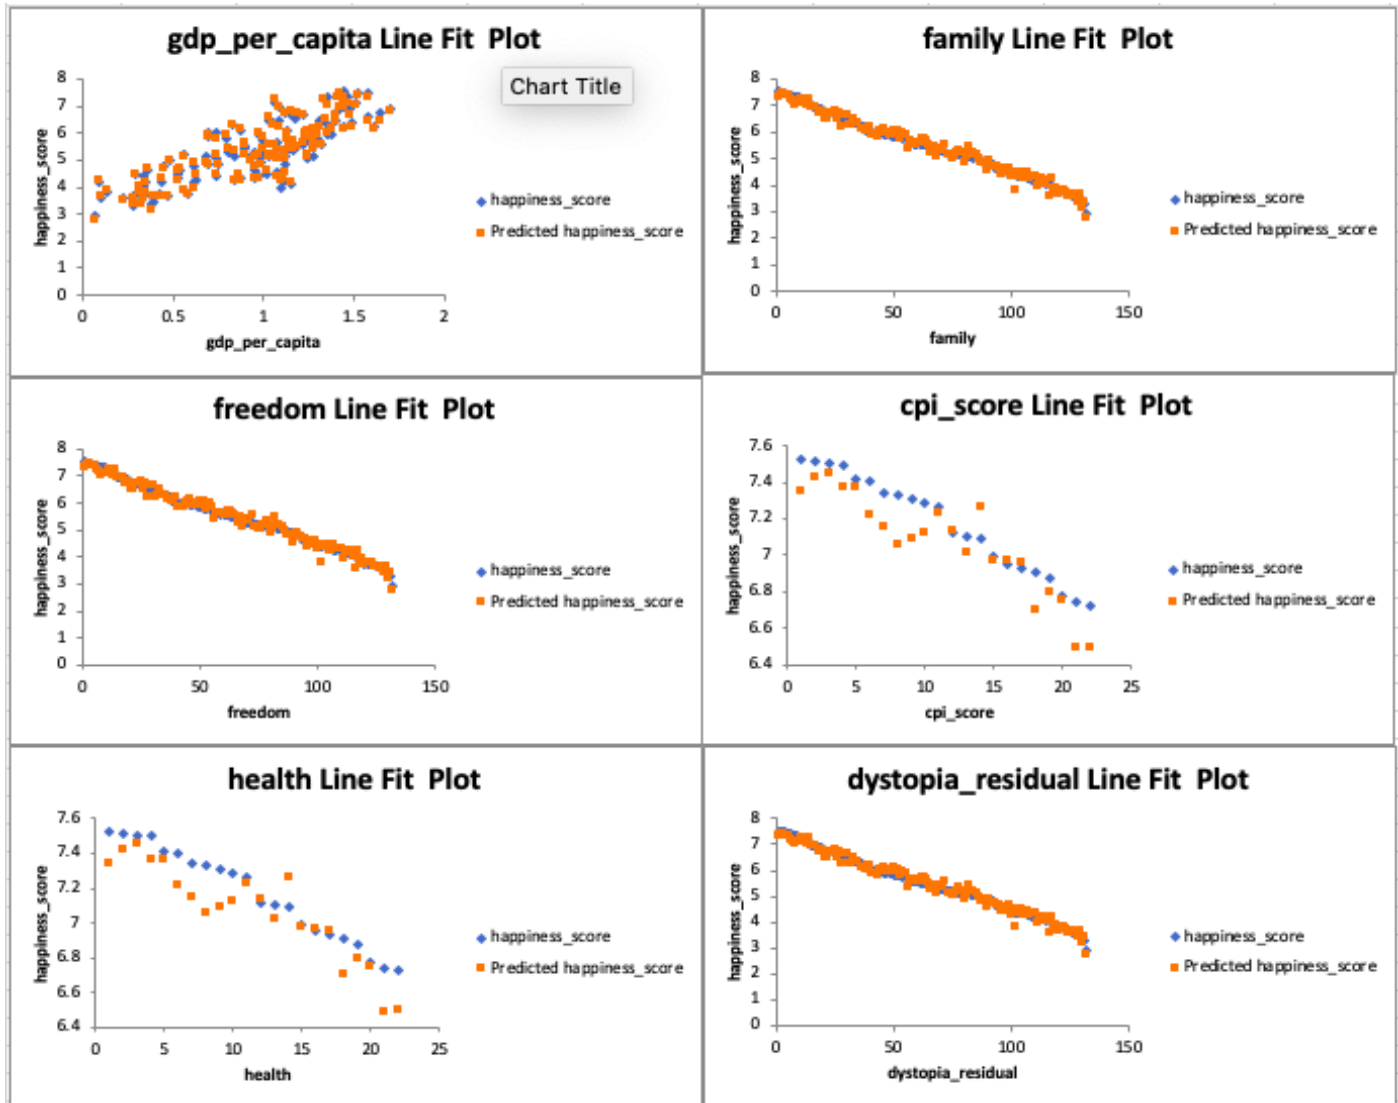 gdp_per_capita Line Fit  Plot
Chart Title
8
7
6
5
4
3
2
1
0
happiness_score
0
0.5
1
1.5
2
gdp_per_capita
happiness_score
Predicted happiness_score
family Line Fit  Plot
8
7
6
5
4
3
2
1
0
happiness_score
0
50
100
150
family
happiness_score
Predicted happiness_score
freedom Line Fit  Plot
8
7
6
5
4
3
2
1
0
happiness_score
0
50
100
150
freedom
happiness_score
Predicted happiness_score
cpi_score Line Fit  Plot
7.6
7.4
7.2
7
6.8
6.6
6.4
happiness_score
0
5
10
15
20
25
cpi_score
happiness_score
Predicted happiness_score
health Line Fit  Plot
7.6
7.4
7.2
7
6.8
6.6
6.4
happiness_score
0
5
10
15
20
25
health
happiness_score
Predicted happiness_score
dystopia_residual Line Fit  Plot
8
7
6
5
4
3
2
1
0
happiness_score
0
50
100
150
dystopia_residual
happiness_score
Predicted happiness_score